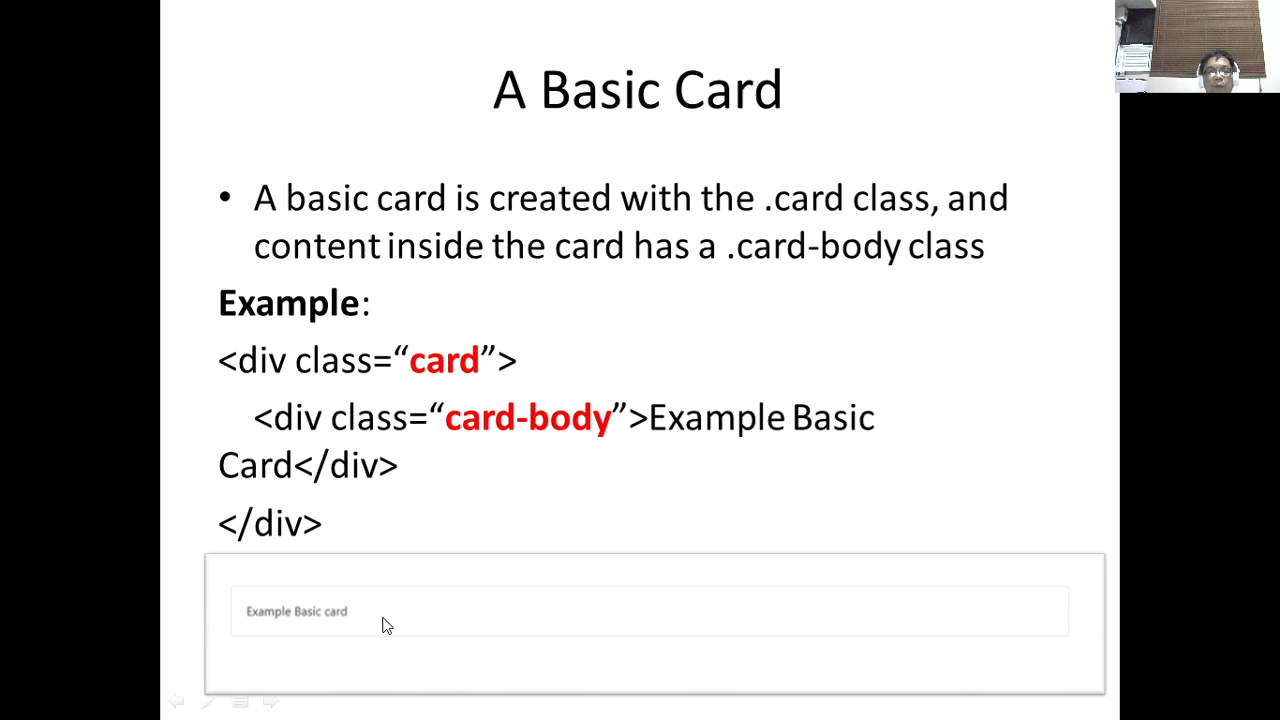 A Basic Card
• A basic card is created with the .card class, and
content inside the card has a .card-body class
Example:
<div class=“card”>
<div class=“card-body”>Example Basic
Card</div>
</div>
Example Basic card